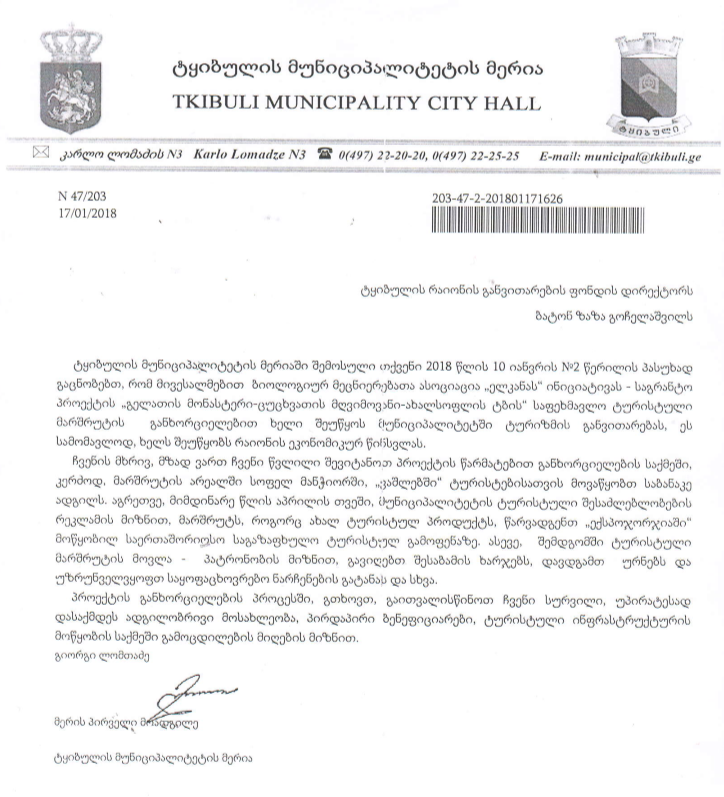 ტყიბულის მუნიციპალიტეტის მერია
TKIBULI MUNICIPALITY CITY HALL
ტყიბული
კარლო ლომაძის N3 Karlo Lomadze N3 ☎ 0(497) 22-20-20, 0(497) 22-25-25 E-mail: municipal@tkibuli.ge
N 47/203
17/01/2018
203-47-2-201801171626
ტყიბულის რაიონის განვითარების ფონდის დირექტორს
ბატონ ზაზა გოჩელაშვილს
ტყიბულის მუნიციპალიტეტის მერიაში შემოსული თქვენი 2018 წლის 10 იანვრის №2 წერილის პასუხად
გაცნობებთ, რომ მივესალმებით ბიოლოგიურ მეცნიერებათა ასოციაცია „ელკანას“ ინიციატივას - საგრანტო
პროექტის „გელათის მონასტერი-ცუცხვათის მღვიმოვანი-ახალსოფლის ტბის“ საფეხმავლო ტურისტული
მარშრუტის განხორციელებით ხელი შეუწყოს მუნიციპალიტეტში ტურიზმის განვითარებას, ეს
სამომავლოდ, ხელს შეუწყობს რაიონის ეკონომიკურ წინსვლას.
ჩვენის მხრივ, მზად ვართ ჩვენი წვლილი შევიტანოთ პროექტის წარმატებით განხორციელების საქმეში,
კერძოდ, მარშრუტის არეალში სოფელ მანჭიორში, „ვაშლებში“ ტურისტებისათვის მოვაწყობთ საბანაკე
ადგილს. აგრეთვე, მიმდინარე წლის აპრილის თვეში, მუნიციპალიტეტის ტურისტული შესაძლებლობების
რეკლამის მიზნით, მარშრუტს, როგორც ახალ ტურისტულ პროდუქტს, წარვადგენთ „ექსპოჯორჯიაში“
მოწყობილ საერთაშორისო საგაზაფხულო ტურისტულ გამოფენაზე. ასევე, შემდგომში ტურისტული
მარშრუტის მოვლა - პატრონობის მიზნით, გავიღებთ შესაბამის ხარჯებს, დავდგამთ ურნებს და
უზრუნველვყოფთ საყოფაცხოვრებო ნარჩენების გატანას და სხვა.
პროექტის განხორციელების პროცესში, გთხოვთ, გაითვალისწინოთ ჩვენი სურვილი, უპირატესად
დასაქმდეს ადგილობრივი მოსახლეობა, პირდაპირი ბენეფიციარები, ტურისტული ინფრასტრუქტურის
მოწყობის საქმეში გამოცდილების მიღების მიზნით.
გიორგი ლომთაძე
მერის პირველი მოადგილე
ტყიბულის მუნიციპალიტეტის მერია